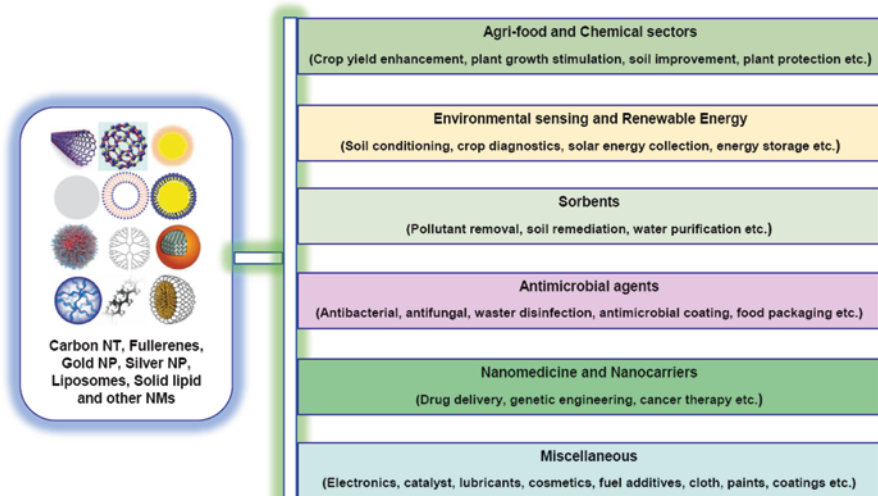 Carbon NT, Fullerenes,
Gold NP, Silver NP,
Liposomes, Solid lipid
and other NMs
Agri-food and Chemical sectors
(Crop yield enhancement, plant growth stimulation, soil improvement, plant protection etc.)
Environmental sensing and Renewable Energy
(Soil conditioning, crop diagnostics, solar energy collection, energy storage etc.)
Sorbents
(Pollutant removal, soil remediation, water purification etc.)
Antimicrobial agents
(Antibacterial, antifungal, waster disinfection, antimicrobial coating, food packaging etc.)
Nanomedicine and Nanocarriers
(Drug delivery, genetic engineering, cancer therapy etc.)
Miscellaneous
(Electronics, catalyst, lubricants, cosmetics, fuel additives, cloth, paints, coatings etc.)